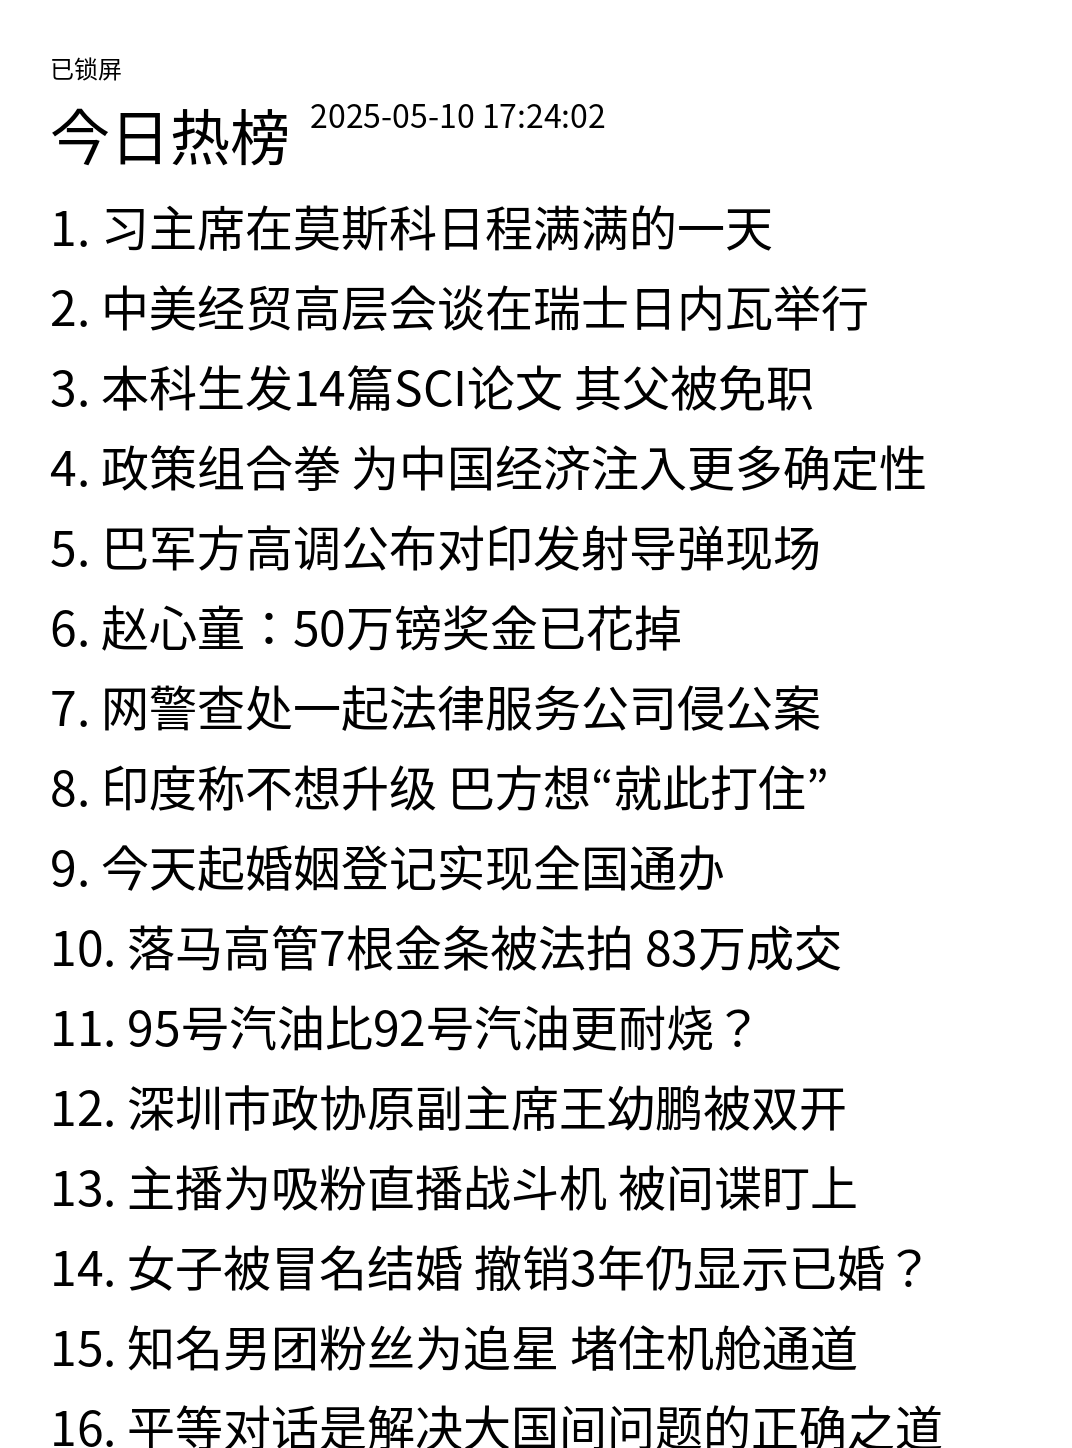 已锁屏
今日热榜 2025-05-10 17:24:02
1. 习主席在莫斯科日程满满的一天
2. 中美经贸高层会谈在瑞士日内瓦举行
3. 本科生发14篇SCI论文 其父被免职
4. 政策组合拳 为中国经济注入更多确定性
5. 巴军方高调公布对印发射导弹现场
6. 赵心童：50万镑奖金已花掉
7. 网警查处一起法律服务公司侵公案
8. 印度称不想升级 巴方想“就此打住”
9. 今天起婚姻登记实现全国通办
10. 落马高管7根金条被法拍 83万成交
11. 95号汽油比92号汽油更耐烧？
12. 深圳市政协原副主席王幼鹏被双开
13. 主播为吸粉直播战斗机 被间谍盯上
14. 女子被冒名结婚 撤销3年仍显示已婚？
15. 知名男团粉丝为追星 堵住机舱通道
16. 平等对话是解决大国间问题的正确之道